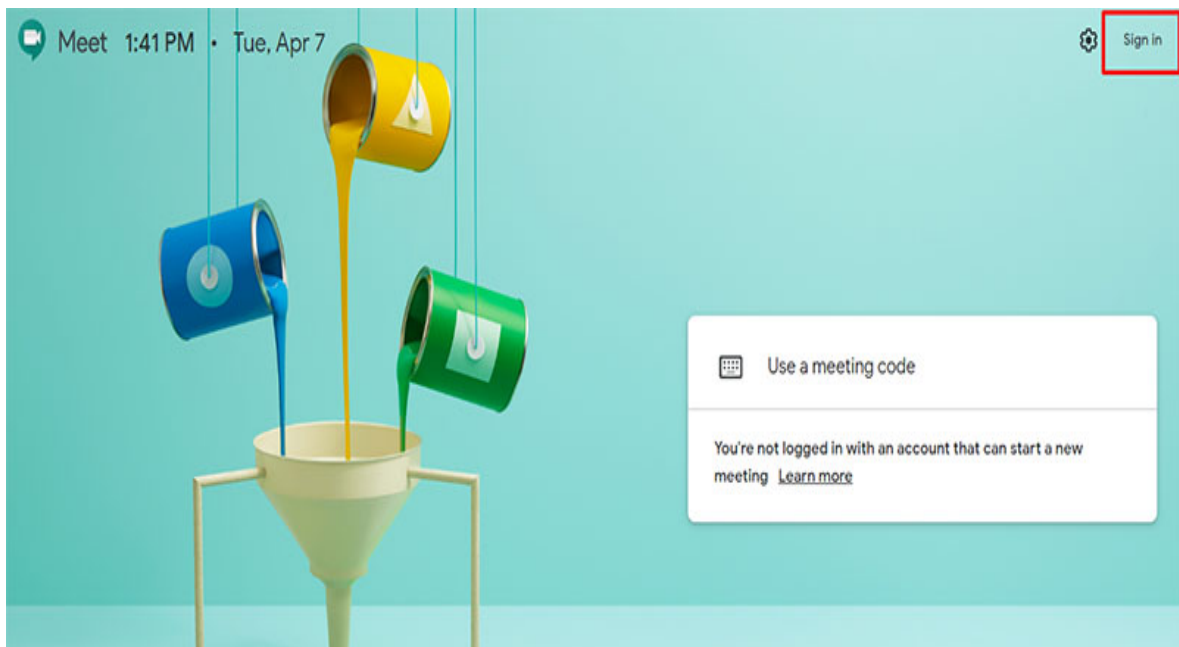 Meet 1:41 PM • Tue, Apr 7
Sign in
Use a meeting code
You're not logged in with an account that can start a new
meeting Learn more